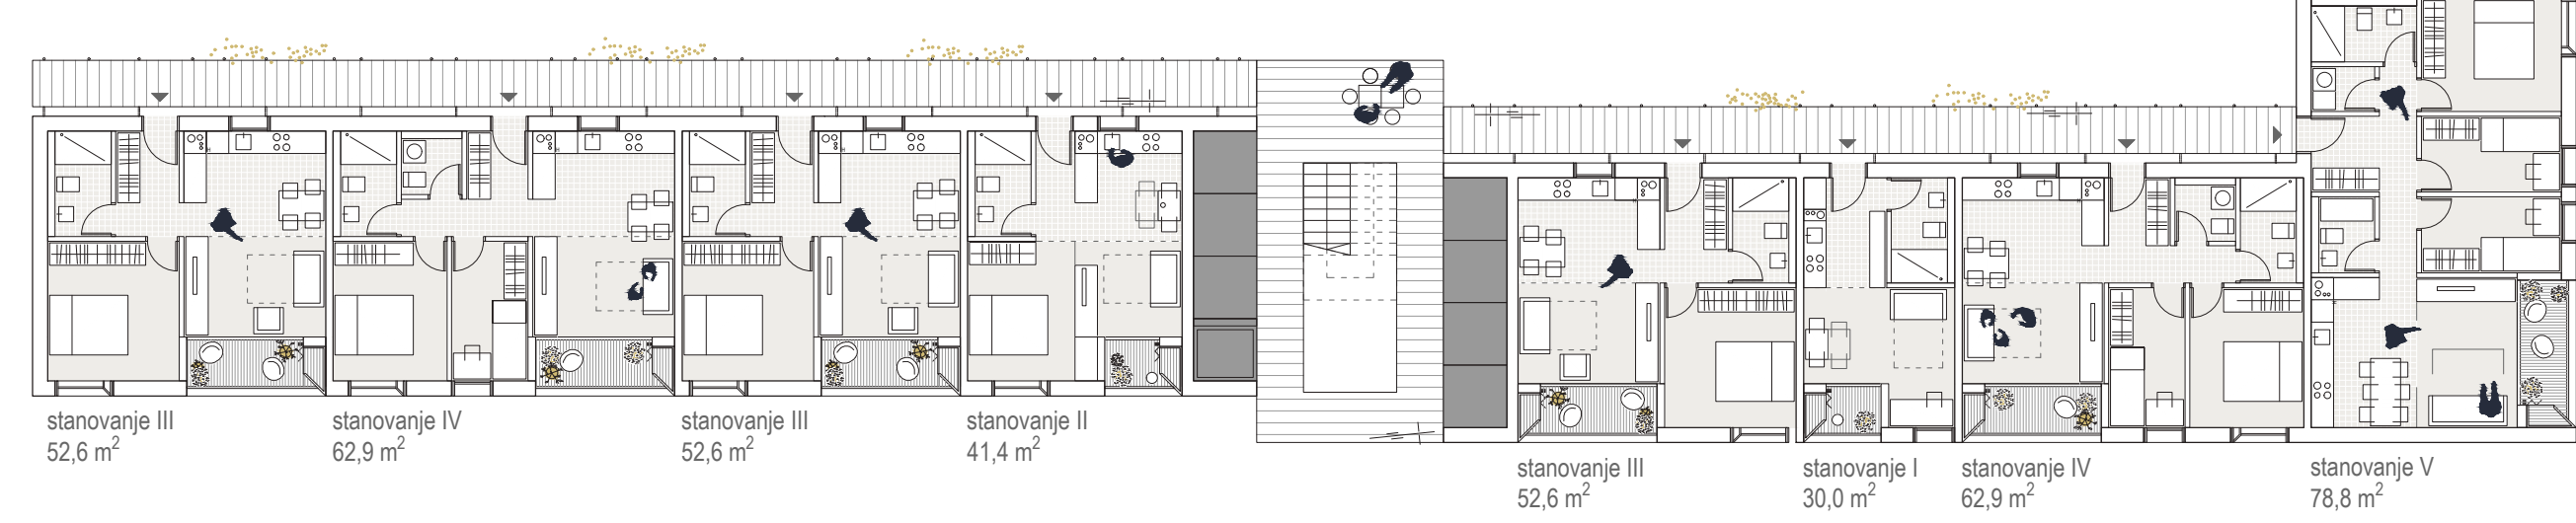 stanovanje III
52,6 m²
stanovanje IV
62,9 m²
stanovanje III
52,6 m²
stanovanje II
41,4 m²
stanovanje III
52,6 m²
stanovanje I
30,0 m²
stanovanje IV
62,9 m²
stanovanje V
78,8 m²